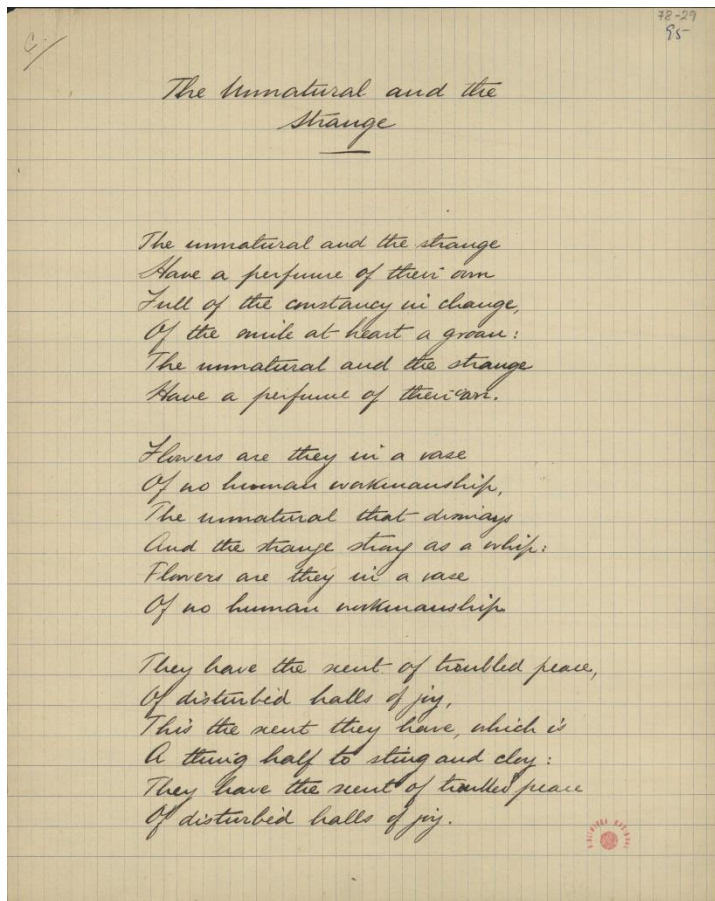 78-29
95
The Unnatural and the
Strange
The unnatural and the strange
Have a perfume of their own
Full of the constancy in change,
Of the smile at heart a groan:
The unnatural and the strange
Have a perfume of their own.
Flowers are they in a vase
Of no human workmanship,
The unnatural that dismays
And the strange strong as a whip:
Flowers are they in a vase
Of no human workmanship
They have the scent of troubled peace,
Of disturbed halls of joy,
This the scent they have, which is
A thing half to sting and cloy:
They have the scent of troubled peace
Of disturbed halls of joy.